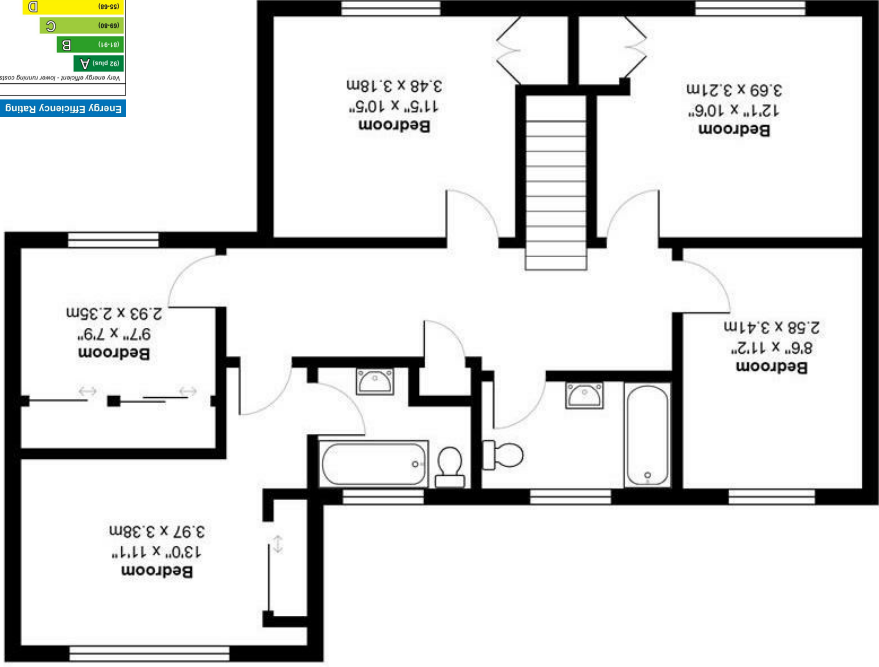 Bedroom
13'0" x 11'1"
3.97 x 3.38m
Bedroom
8'6" x 11'2"
2.58 x 3.41m
Bedroom
9'7" x 7'9"
2.93 x 2.35m
Bedroom
12'1" x 10'6"
3.69 x 3.21m
Bedroom
11'5" x 10'5"
3.48 x 3.18m
Energy Efficiency Rating
Very energy efficient - lower running costs
(92 plus) A
(81-91) B
(69-80) C
(55-68) D